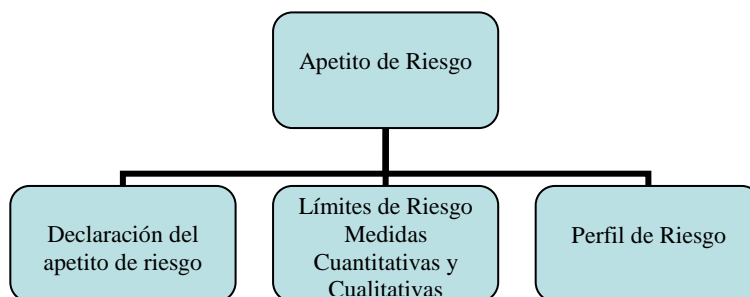 Apetito de Riesgo
Declaración del
apetito de riesgo
Límites de Riesgo
Medidas
Cuantitativas y
Cualitativas
Perfil de Riesgo